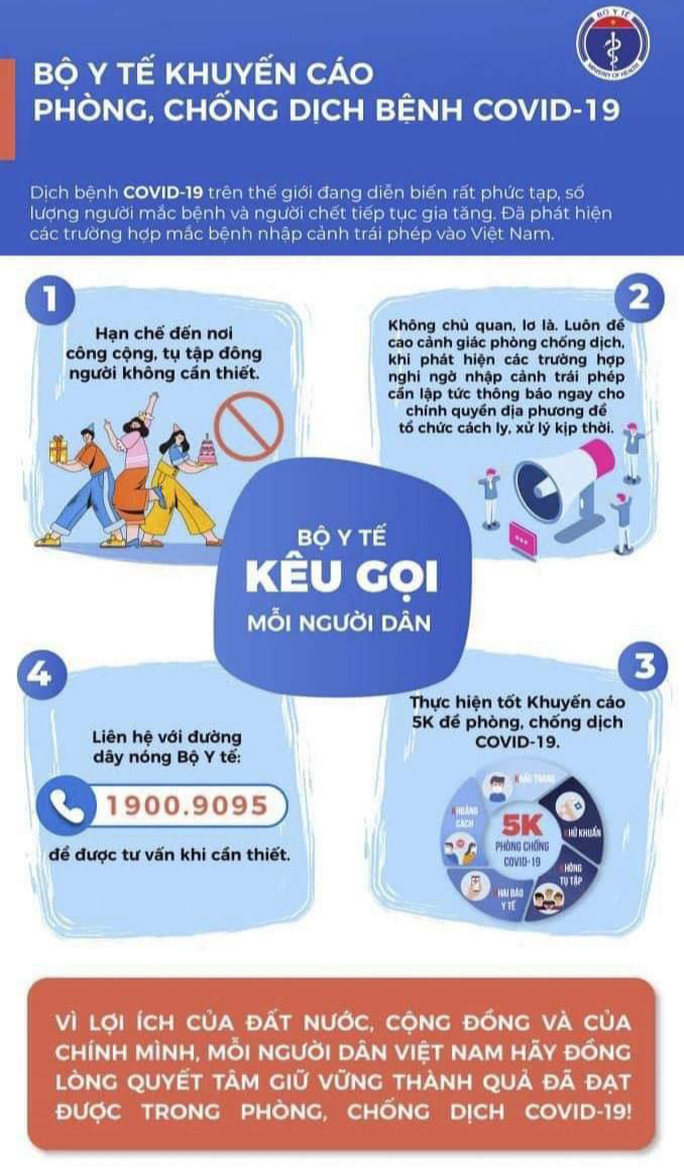 BỘ Y TẾ
MINISTRY OF HEALTH
BỘ Y TẾ KHUYẾN CÁO
PHÒNG, CHỐNG DỊCH BỆNH COVID-19
Dịch bệnh COVID-19 trên thế giới đang diễn biến rất phức tạp, số
lượng người mắc bệnh và người chết tiếp tục gia tăng. Đã phát hiện
các trường hợp mắc bệnh nhập cảnh trái phép vào Việt Nam.
1
Hạn chế đến nơi
công cộng, tụ tập đông
người không cần thiết.
2
Không chủ quan, lơ là. Luôn đề
cao cảnh giác phòng chống dịch,
khi phát hiện các trường hợp
nghi ngờ nhập cảnh trái phép
cần lập tức thông báo ngay cho
chính quyền địa phương để
tổ chức cách ly, xử lý kịp thời.
BỘ Y TẾ
KÊU GỌI
MỖI NGƯỜI DÂN
3
Thực hiện tốt Khuyến cáo
5K để phòng, chống dịch
COVID-19.
KHẨU TRANG
KHỬ KHUẨN
KHÔNG
TỤ TẬP
KHAI BÁO
Y TẾ
KHOẢNG
CÁCH
5K
PHÒNG CHỐNG
COVID-19
4
Liên hệ với đường
dây nóng Bộ Y tế:
1900.9095
để được tư vấn khi cần thiết.
VÌ LỢI ÍCH CỦA ĐẤT NƯỚC, CỘNG ĐỒNG VÀ CỦA
CHÍNH MÌNH, MỖI NGƯỜI DÂN VIỆT NAM HÃY ĐỒNG
LÒNG QUYẾT TÂM GIỮ VỮNG THÀNH QUẢ ĐÃ ĐẠT
ĐƯỢC TRONG PHÒNG, CHỐNG DỊCH COVID-19!